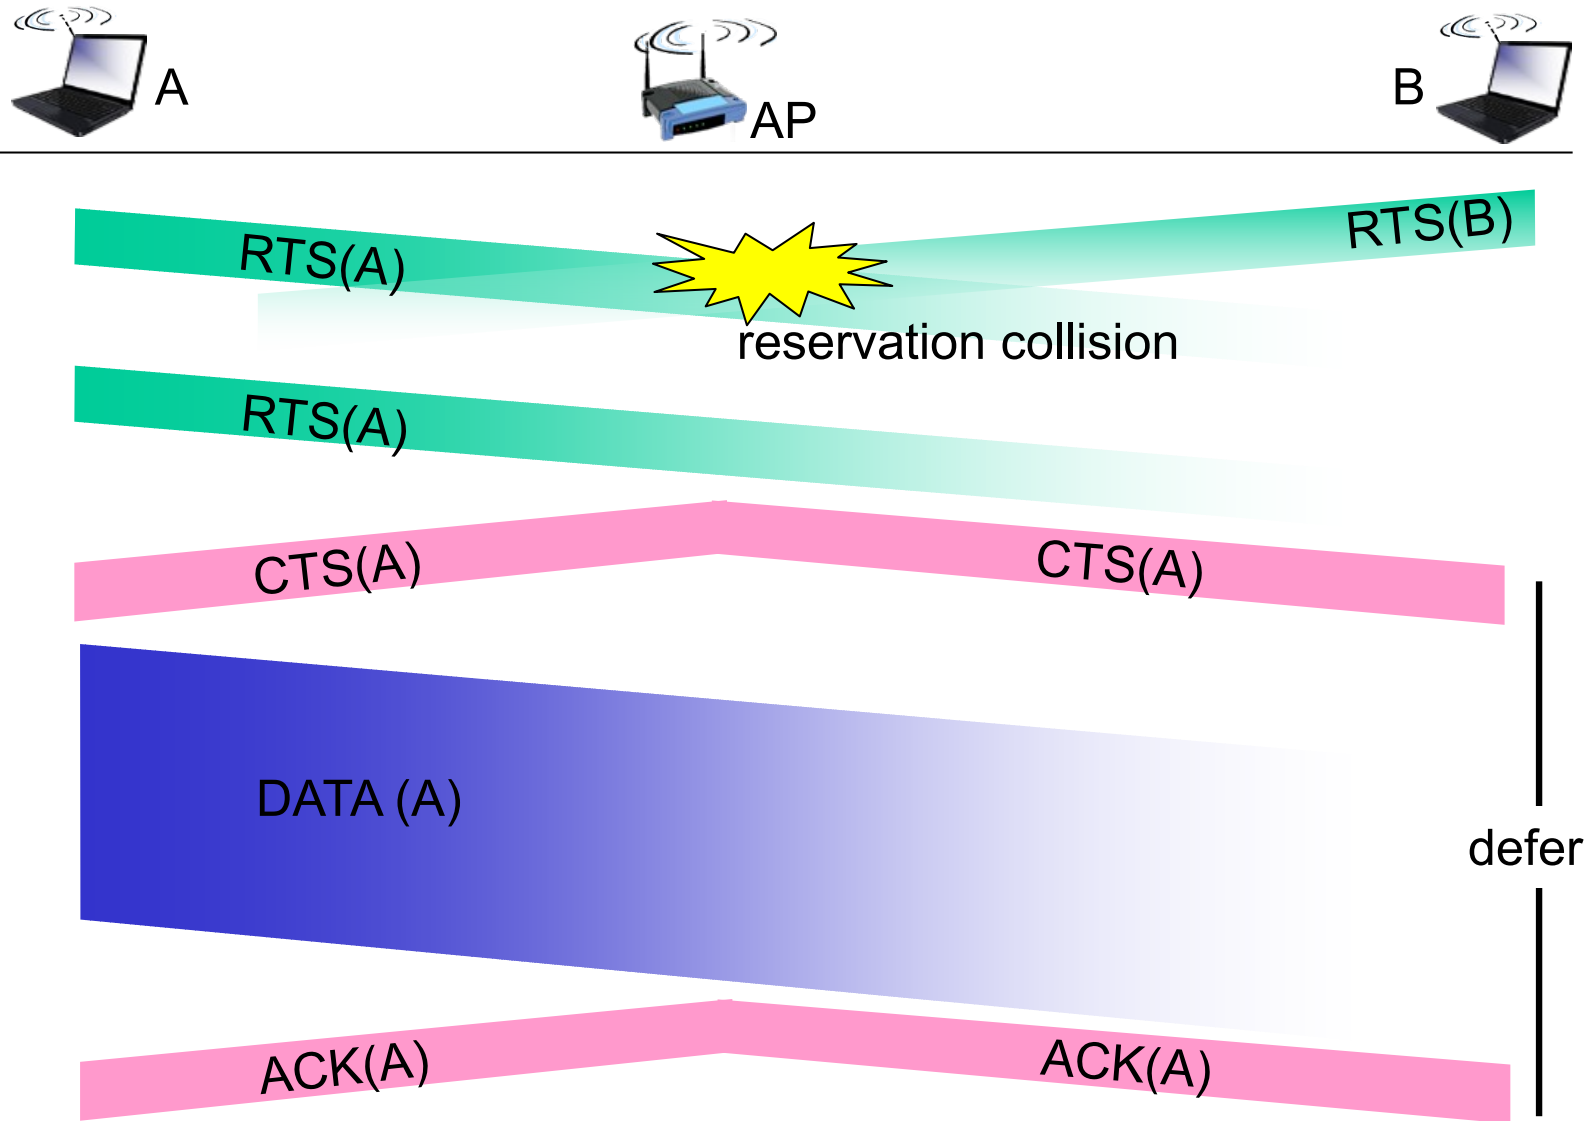 A
AP
B
RTS(A)
RTS(B)
reservation collision
RTS(A)
CTS(A)
CTS(A)
DATA (A)
defer
ACK(A)
ACK(A)